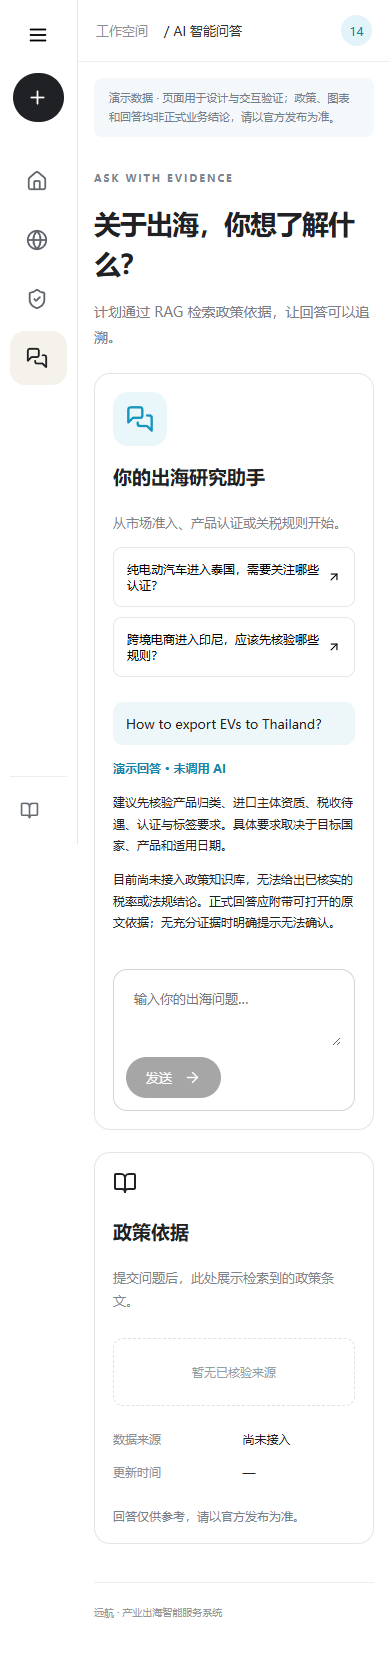 工作空间 / AI 智能问答
14
演示数据 · 页面用于设计与交互验证；政策、图表
和回答均非正式业务结论，请以官方发布为准。
ASK WITH EVIDENCE
关于出海，你想了解什
么？
计划通过 RAG 检索政策依据，让回答可以追
溯。
你的出海研究助手
从市场准入、产品认证或关税规则开始。
纯电动汽车进入泰国，需要关注哪些
认证？
跨境电商进入印尼，应该先核验哪些
规则？
How to export EVs to Thailand?
演示回答 • 未调用 AI
建议先核验产品归类、进口主体资质、税收待
遇、认证与标签要求。具体要求取决于目标国
家、产品和适用日期。
目前尚未接入政策知识库，无法给出已核实的
税率或法规结论。正式回答应附带可打开的原
文依据；无充分证据时明确提示无法确认。
输入你的出海问题...
发送
政策依据
提交问题后，此处展示检索到的政策条
文。
暂无已核验来源
数据来源 尚未接入
更新时间 —
回答仅供参考，请以官方发布为准。
远航 · 产业出海智能服务系统